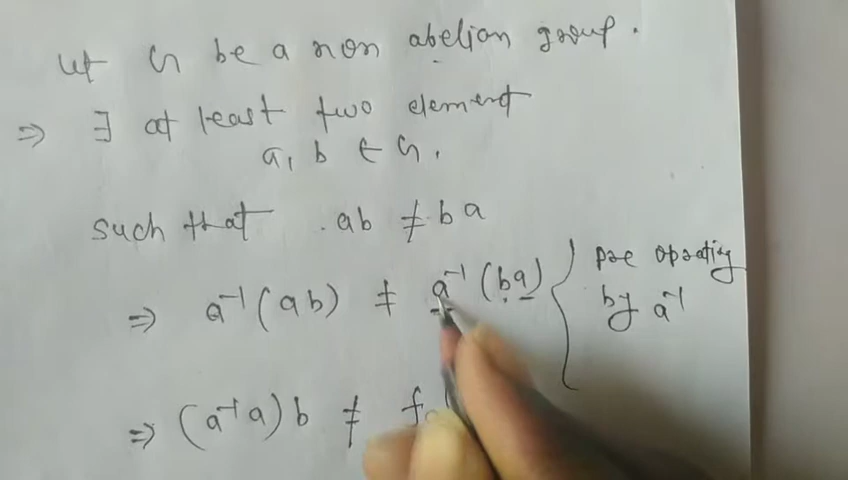 Let G be a non abelian group.
⇒ ∃ at least two element
a, b ∈ G.
such that . ab ≠ ba
⇒ a⁻¹(ab) ≠ a⁻¹(ba) { pre operating
by a⁻¹
⇒ (a⁻¹a)b ≠ f